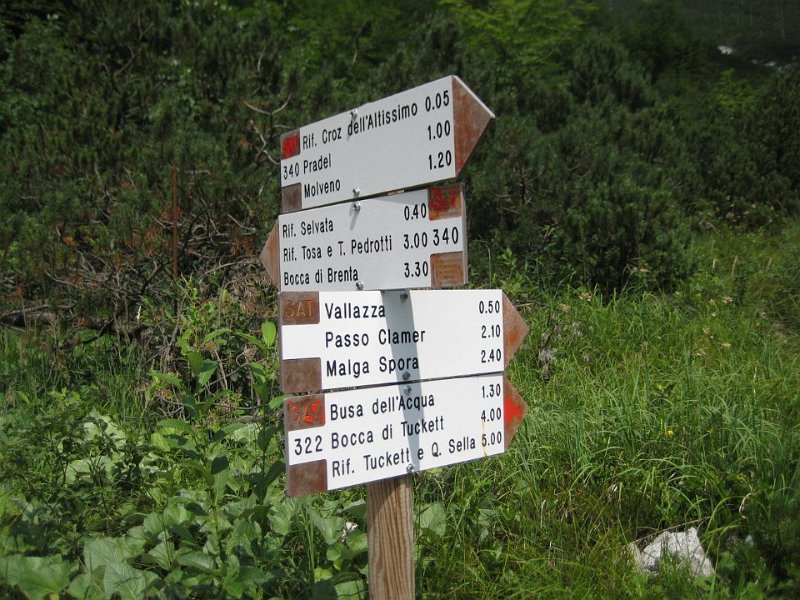 SAT Rif. Croz dell'Altissimo 0.05
340 Pradel 1.00
Molveno 1.20
Rif. Selvata 0.40 SAT
Rif. Tosa e T. Pedrotti 3.00 340
Bocca di Brenta 3.30
SAT Vallazza 0.50
Passo Clamer 2.10
Malga Spora 2.40
SAT Busa dell'Acqua 1.30
322 Bocca di Tuckett 4.00
Rif. Tuckett e Q. Sella 5.00